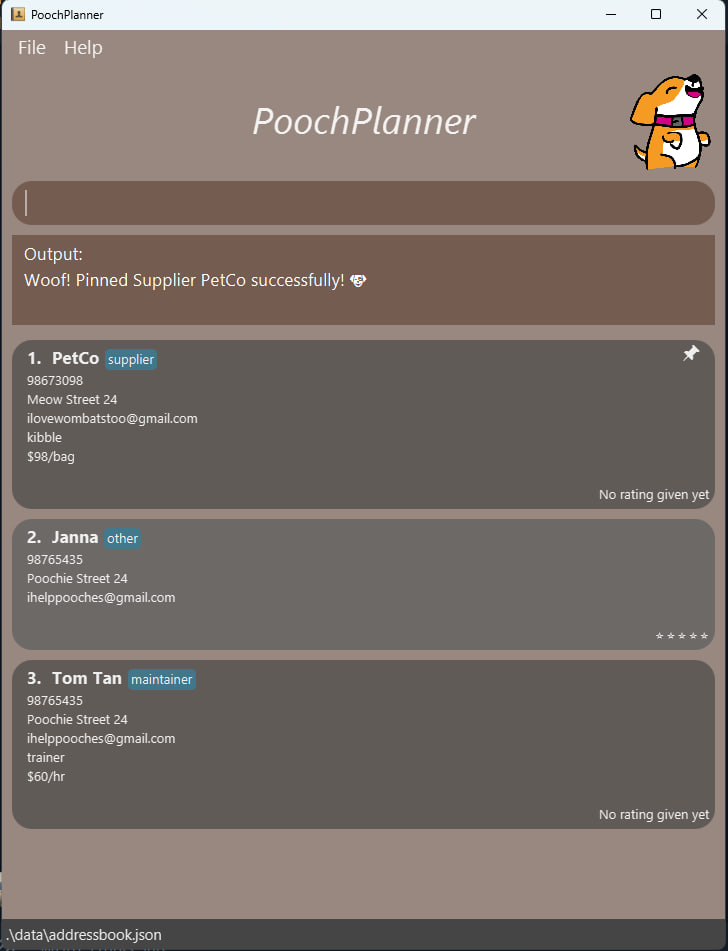 PoochPlanner
File Help
PoochPlanner
Output:
Woof! Pinned Supplier PetCo successfully!
1. PetCo supplier
98673098
Meow Street 24
ilovewombatstoo@gmail.com
kibble
$98/bag
No rating given yet
2. Janna other
98765435
Poochie Street 24
ihelppooches@gmail.com
☆ ☆ ☆ ☆ ☆
3. Tom Tan maintainer
98765435
Poochie Street 24
ihelppooches@gmail.com
trainer
$60/hr
No rating given yet
.\data\addressbook.json